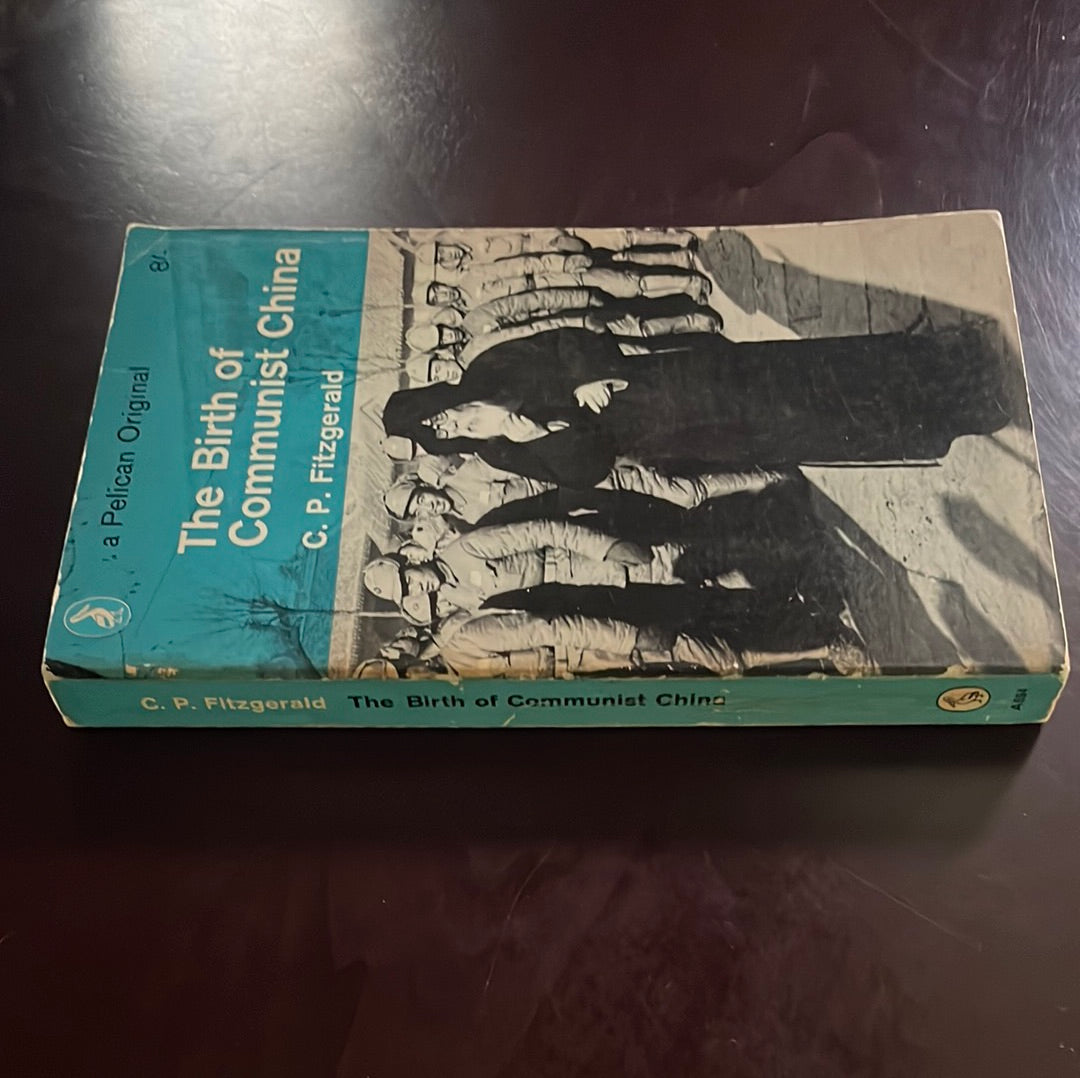 a Pelican Original
8/-
The Birth of
Communist China
C. P. Fitzgerald
C. P. Fitzgerald The Birth of Communist China
A694